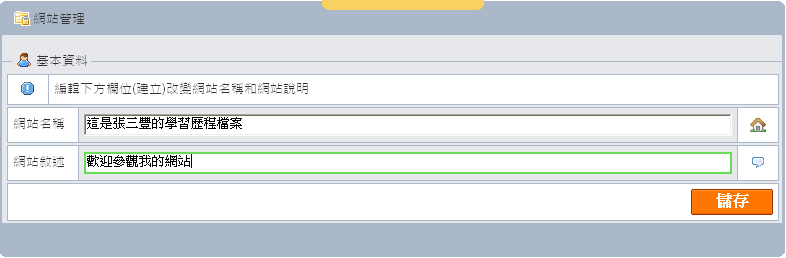 網站管理
基本資料
編輯下方欄位(建立)改變網站名稱和網站說明
網站名稱
這是張三豐的學習歷程檔案
網站敘述
歡迎參觀我的網站
儲存